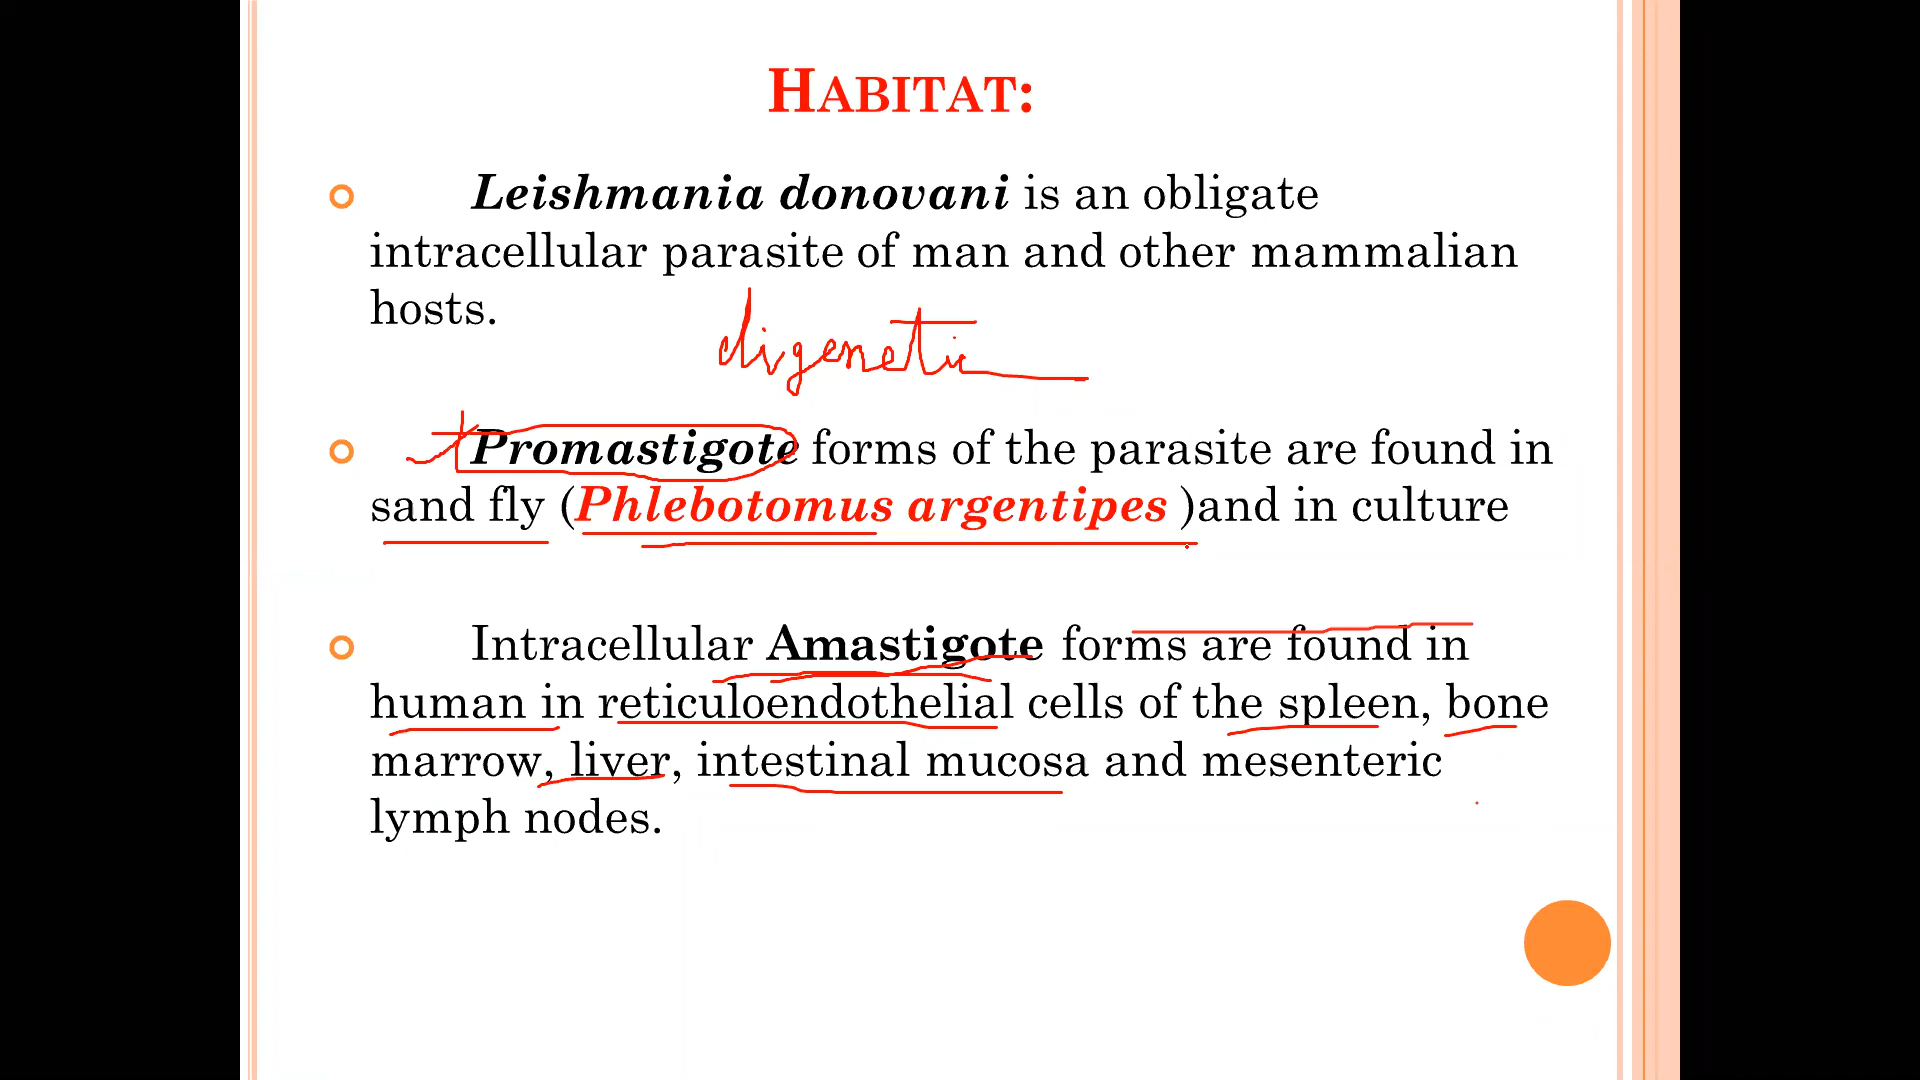 HABITAT:
Leishmania donovani is an obligate
intracellular parasite of man and other mammalian
hosts.
digenetic
Promastigote forms of the parasite are found in
sand fly (Phlebotomus argentipes )and in culture
Intracellular Amastigote forms are found in
human in reticuloendothelial cells of the spleen, bone
marrow, liver, intestinal mucosa and mesenteric
lymph nodes.